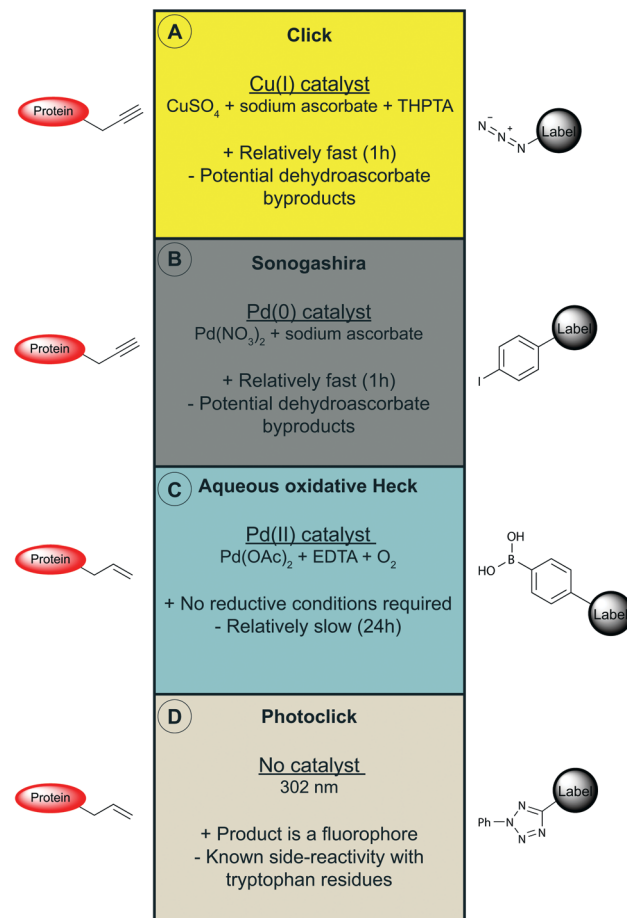 A
Click
Cu(I) catalyst
CuSO₄ + sodium ascorbate + THPTA
+ Relatively fast (1h)
- Potential dehydroascorbate
byproducts
Protein
N⁻
N⁺
N
Label
B
Sonogashira
Pd(0) catalyst
Pd(NO₃)₂ + sodium ascorbate
+ Relatively fast (1h)
- Potential dehydroascorbate
byproducts
Protein
Label
I
C
Aqueous oxidative Heck
Pd(II) catalyst
Pd(OAc)₂ + EDTA + O₂
+ No reductive conditions required
- Relatively slow (24h)
Protein
OH
B
HO
Label
D
Photoclick
No catalyst
302 nm
+ Product is a fluorophore
- Known side-reactivity with
tryptophan residues
Protein
Label
N
Ph
N
N
N